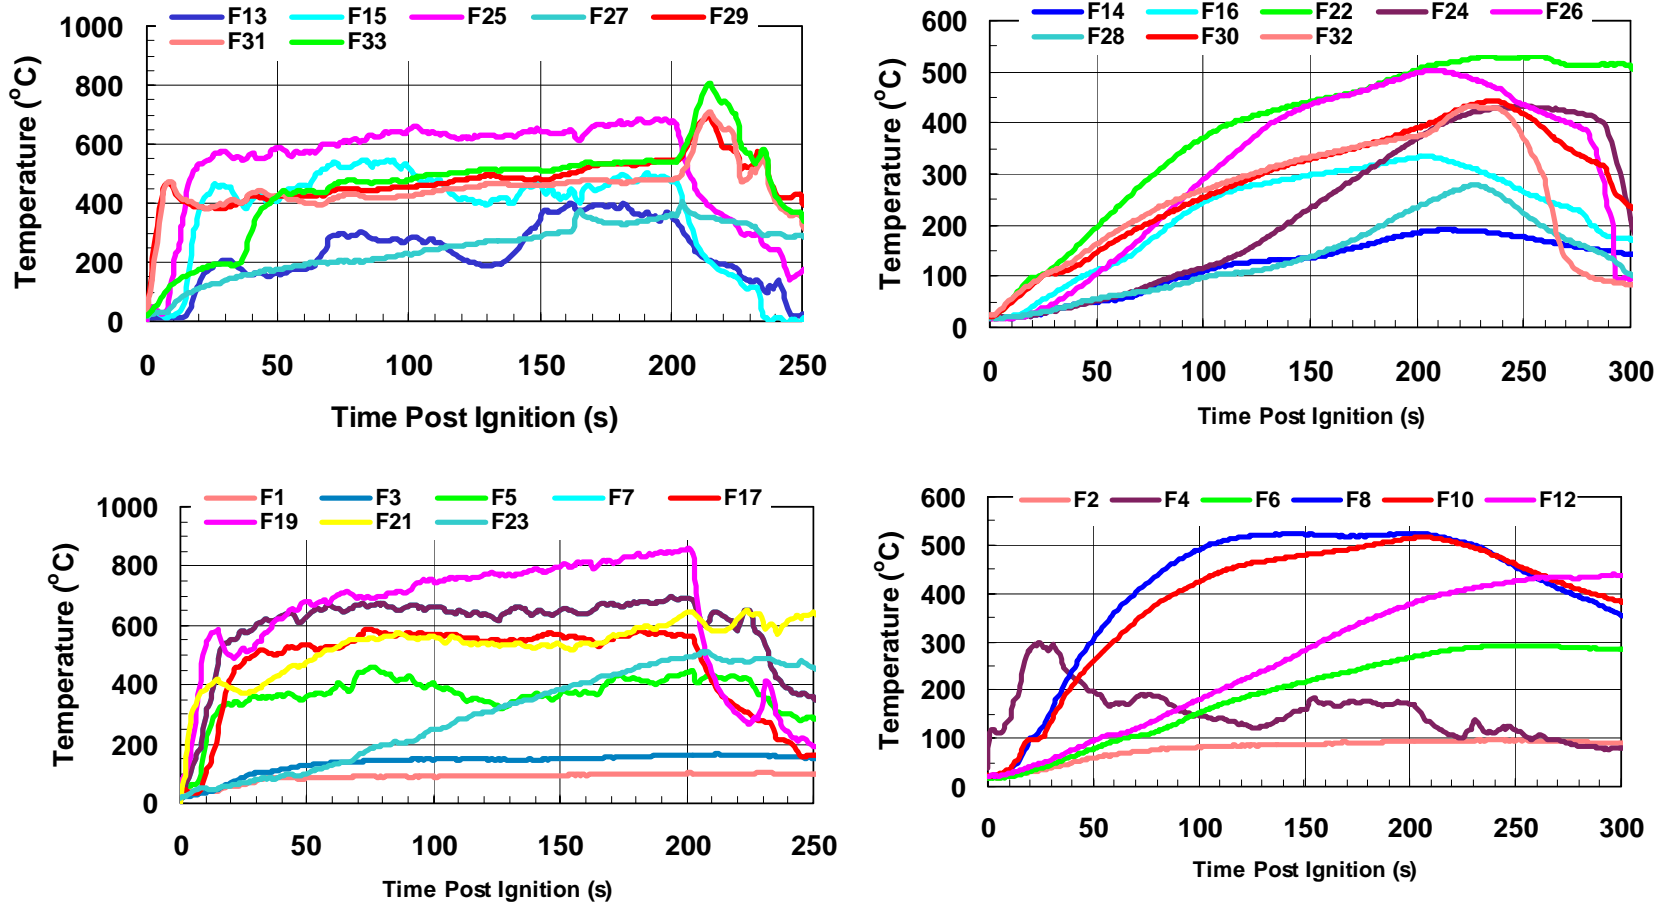 F13 F15 F25 F27 F29
F31 F33
1000
800
600
400
200
0
Temperature (°C)
0 50 100 150 200 250
Time Post Ignition (s)
F14 F16 F22 F24 F26
F28 F30 F32
600
500
400
300
200
100
0
Temperature (°C)
0 50 100 150 200 250 300
Time Post Ignition (s)
F1 F3 F5 F7 F17
F19 F21 F23
1000
800
600
400
200
0
Temperature (°C)
0 50 100 150 200 250
Time Post Ignition (s)
F2 F4 F6 F8 F10 F12
600
500
400
300
200
100
0
Temperature (°C)
0 50 100 150 200 250 300
Time Post Ignition (s)